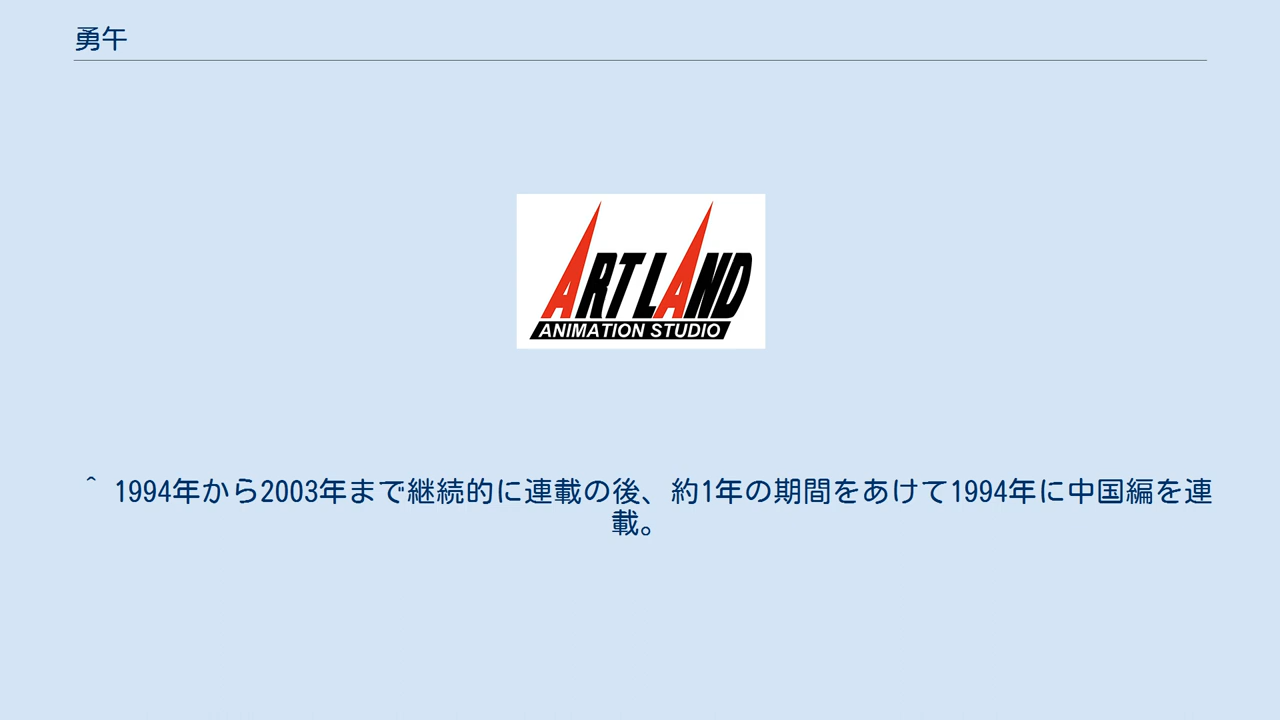 勇午
ARTLAND
ANIMATION STUDIO
^ 1994年から2003年まで継続的に連載の後、約1年の期間をあけて1994年に中国編を連
載。